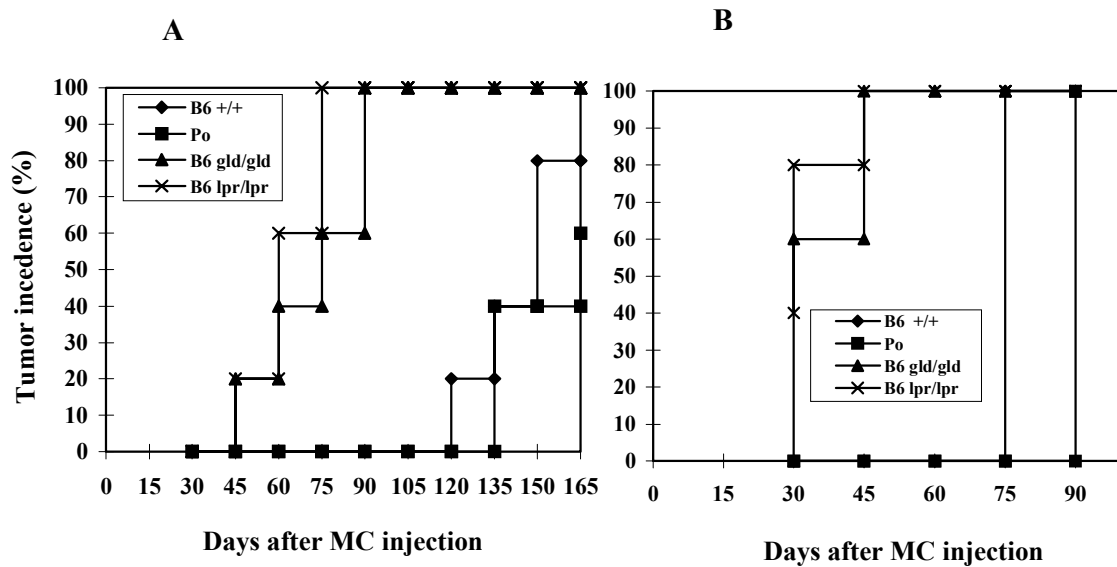 A
B
Tumor incedence (%)
100
90
80
70
60
50
40
30
20
10
0
B6 +/+
Po
B6 gld/gld
B6 lpr/lpr
0 15 30 45 60 75 90 105 120 135 150 165
Days after MC injection
100
90
80
70
60
50
40
30
20
10
0
B6 +/+
Po
B6 gld/gld
B6 lpr/lpr
0 15 30 45 60 75 90
Days after MC injection